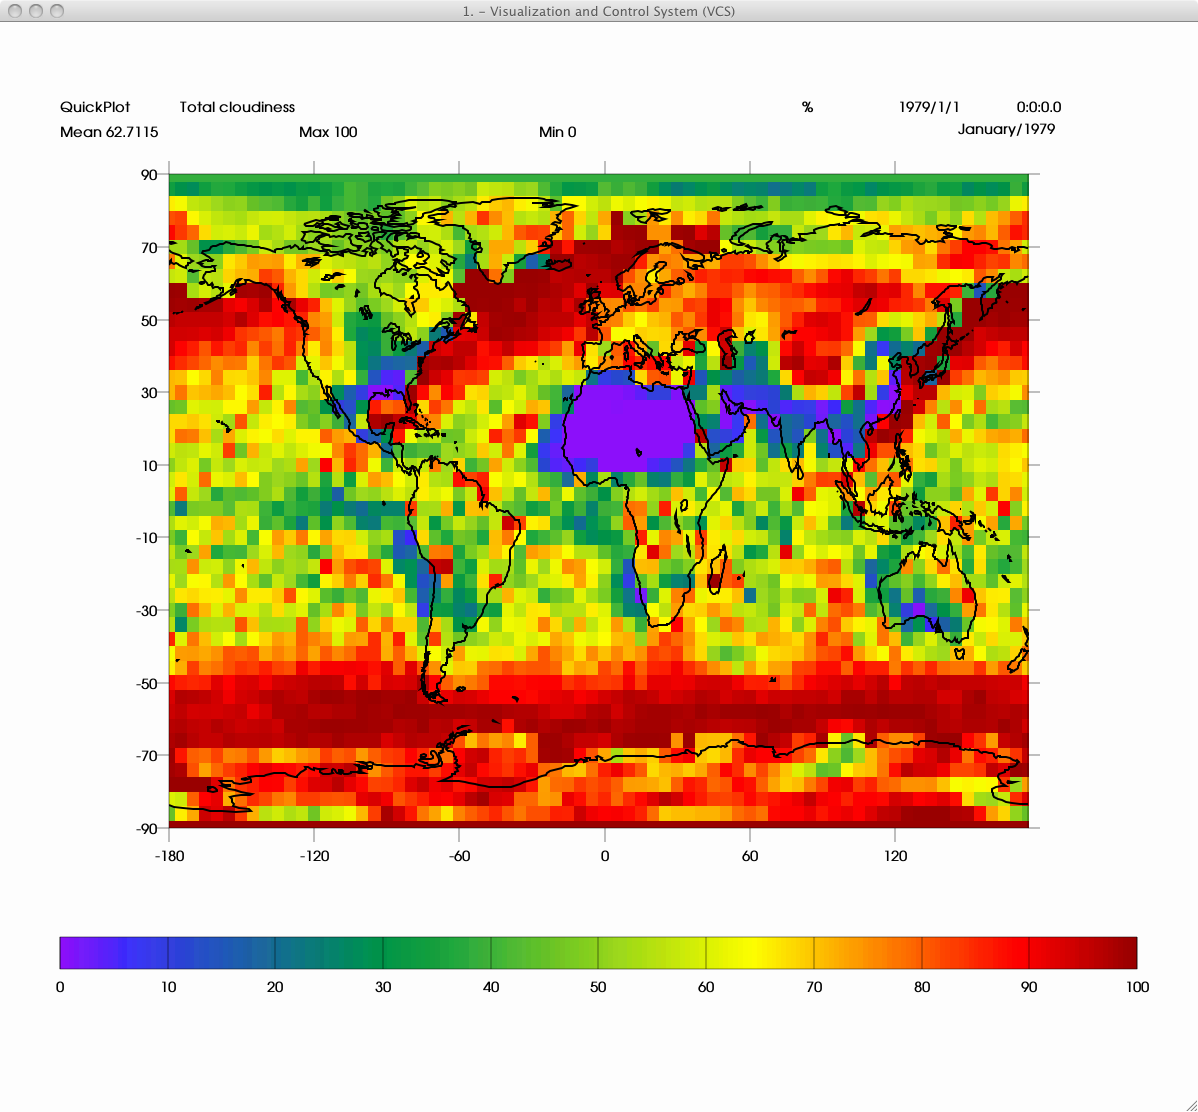 1. – Visualization and Control System (VCS)
QuickPlot Total cloudiness % 1979/1/1 0:0:0.0
Mean 62.7115 Max 100 Min 0 January/1979
90
70
50
30
10
-10
-30
-50
-70
-90
-180 -120 -60 0 60 120
0 10 20 30 40 50 60 70 80 90 100